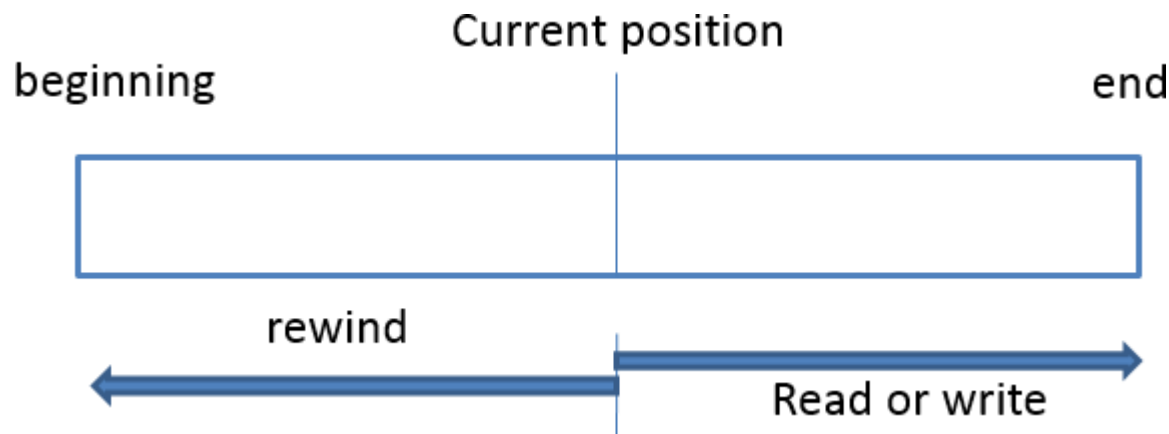 Current position
beginning
end
rewind
Read or write